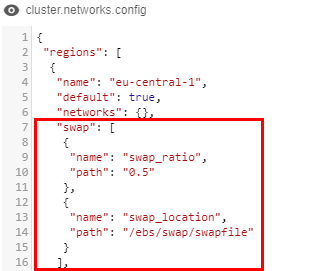 cluster.networks.config
1 {
2 "regions": [
3 {
4 "name": "eu-central-1",
5 "default": true,
6 "networks": {},
7 "swap": [
8 {
9 "name": "swap_ratio",
10 "path": "0.5"
11 },
12 {
13 "name": "swap_location",
14 "path": "/ebs/swap/swapfile"
15 }
16 ],